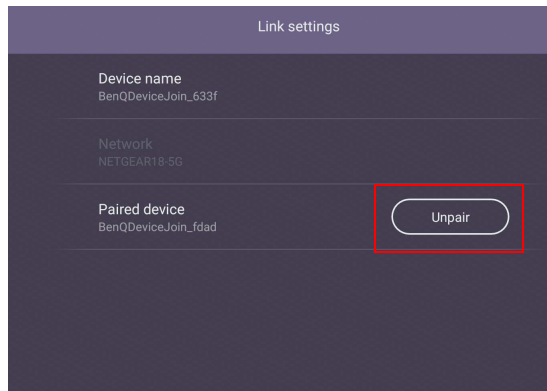 Link settings
Device name
BenQDeviceJoin_633f
Network
NETGEAR18-5G
Paired device
BenQDeviceJoin_fdad
Unpair